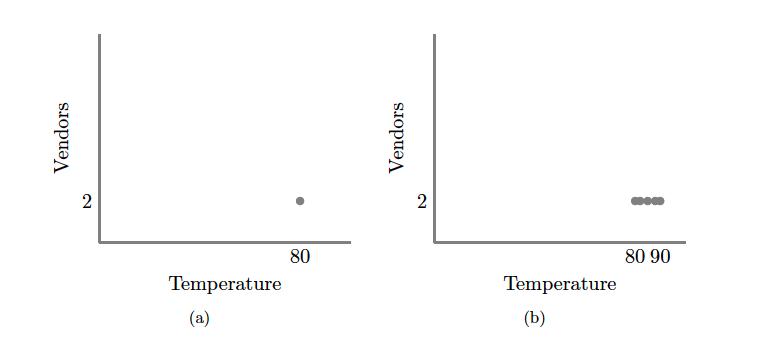 Vendors
2
80
Temperature
(a)
Vendors
2
80 90
Temperature
(b)